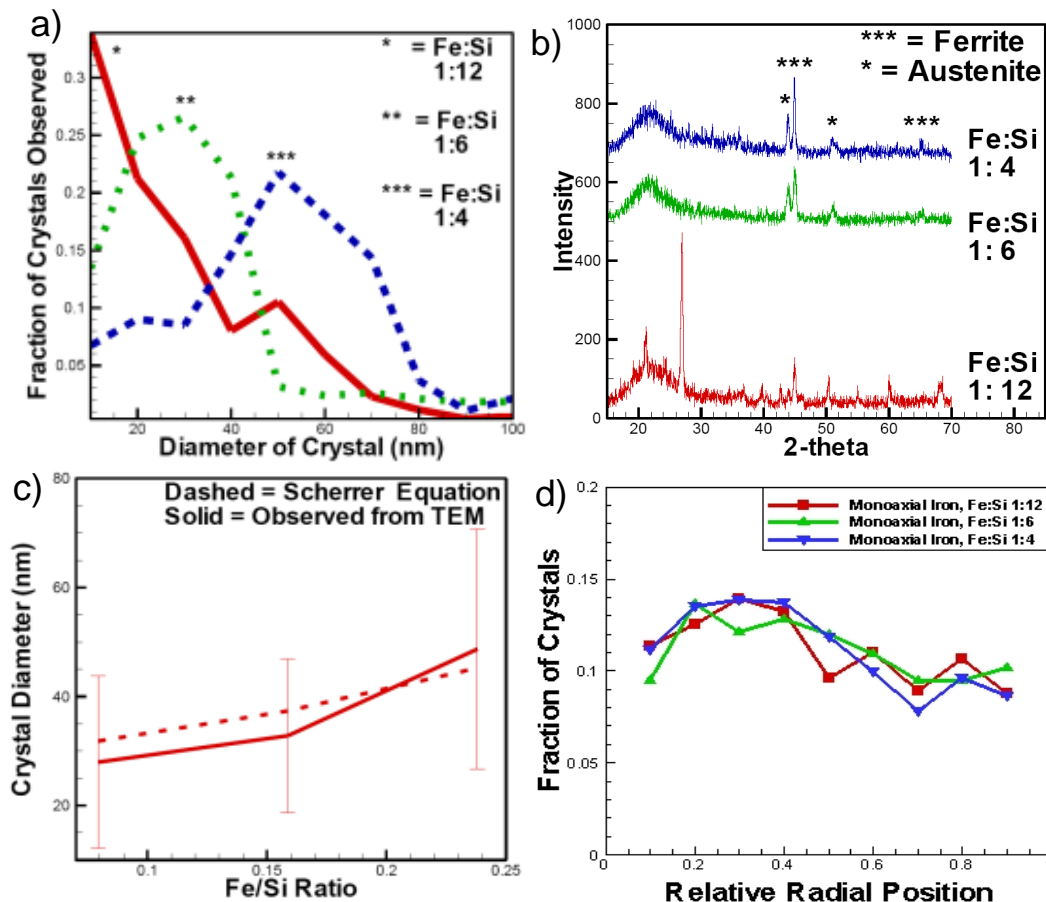 a)
* = Fe:Si
1:12
** = Fe:Si
1:6
*** = Fe:Si
1:4
*
**
***
Fraction of Crystals Observed
0.3
0.25
0.2
0.15
0.1
0.05
20
40
60
80
100
Diameter of Crystal (nm)
b)
*** = Ferrite
* = Austenite
***
*
*
***
Fe:Si
1: 4
Fe:Si
1: 6
Fe:Si
1: 12
Intensity
1000
800
600
400
200
0
20
30
40
50
60
70
80
2-theta
c)
Dashed = Scherrer Equation
Solid = Observed from TEM
Crystal Diameter (nm)
80
60
40
20
0.1
0.15
0.2
0.25
Fe/Si Ratio
d)
Monoaxial Iron, Fe:Si 1:12
Monoaxial Iron, Fe:Si 1:6
Monoaxial Iron, Fe:Si 1:4
Fraction of Crystals
0.2
0.15
0.1
0.05
0
0
0.2
0.4
0.6
0.8
Relative Radial Position